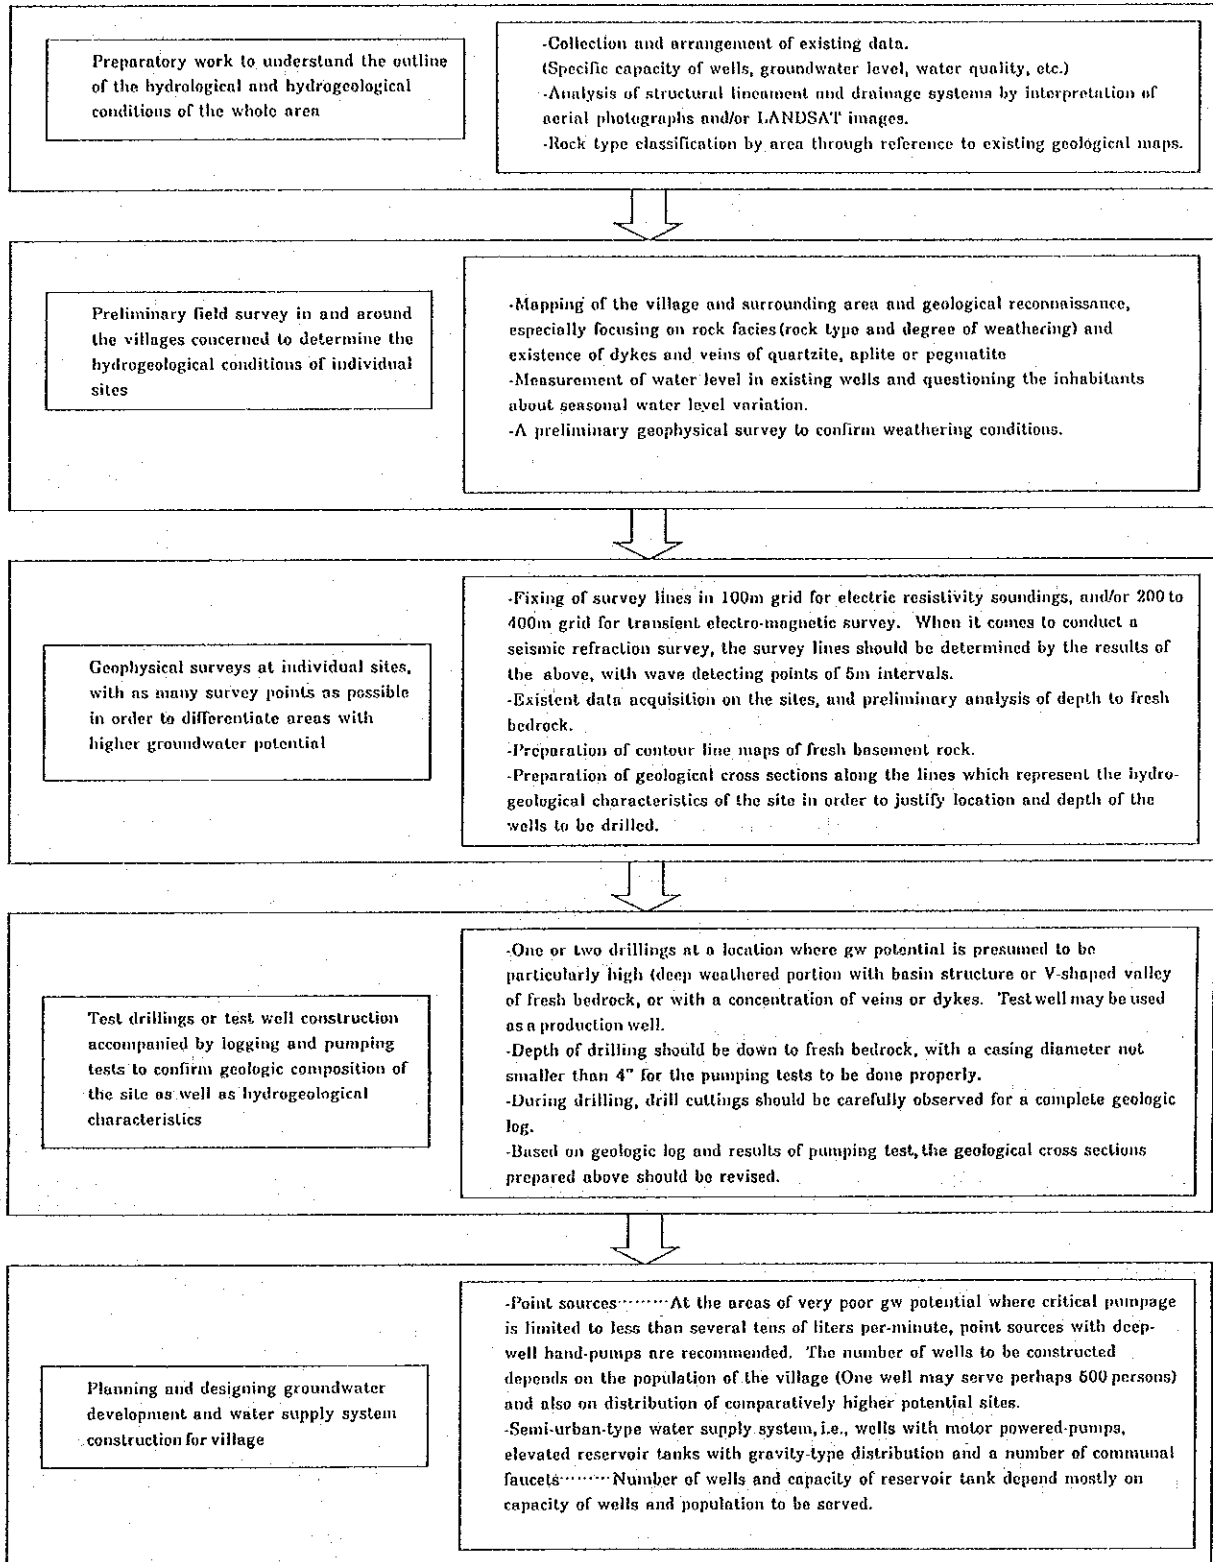 Preparatory work to understand the outline
of the hydrological and hydrogeological
conditions of the whole area
-Collection and arrangement of existing data.
(Specific capacity of wells, groundwater level, water quality, etc.)
-Analysis of structural lineament and drainage systems by interpretation of
aerial photographs and/or LANDSAT images.
-Rock type classification by area through reference to existing geological maps.
Preliminary field survey in and around
the villages concerned to determine the
hydrogeological conditions of individual
sites
-Mapping of the village and surrounding area and geological reconnaissance,
especially focusing on rock facies(rock type and degree of weathering) and
existence of dykes and veins of quartzite, aplite or pegmatite
-Measurement of water level in existing wells and questioning the inhabitants
about seasonal water level variation.
-A preliminary geophysical survey to confirm weathering conditions.
Geophysical surveys at individual sites,
with as many survey points as possible
in order to differentiate areas with
higher groundwater potential
-Fixing of survey lines in 100m grid for electric resistivity soundings, and/or 200 to
400m grid for transient electro-magnetic survey. When it comes to conduct a
seismic refraction survey, the survey lines should be determined by the results of
the above, with wave detecting points of 5m intervals.
-Existent data acquisition on the sites, and preliminary analysis of depth to fresh
bedrock.
-Preparation of contour line maps of fresh basement rock.
-Preparation of geological cross sections along the lines which represent the hydro-
geological characteristics of the site in order to justify location and depth of the
wells to be drilled.
Test drillings or test well construction
accompanied by logging and pumping
tests to confirm geologic composition of
the site as well as hydrogeological
characteristics
-One or two drillings at a location where gw potential is presumed to be
particularly high (deep weathered portion with basin structure or V-shaped valley
of fresh bedrock, or with a concentration of veins or dykes. Test well may be used
as a production well.
-Depth of drilling should be down to fresh bedrock, with a casing diameter not
smaller than 4" for the pumping tests to be done properly.
-During drilling, drill cuttings should be carefully observed for a complete geologic
log.
-Based on geologic log and results of pumping test, the geological cross sections
prepared above should be revised.
Planning and designing groundwater
development and water supply system
construction for village
-Point sources·········At the areas of very poor gw potential where critical pumpage
is limited to less than several tens of liters per-minute, point sources with deep-
well hand-pumps are recommended. The number of wells to be constructed
depends on the population of the village (One well may serve perhaps 500 persons)
and also on distribution of comparatively higher potential sites.
-Semi-urban-type water supply system, i.e., wells with motor powered-pumps,
elevated reservoir tanks with gravity-type distribution and a number of communal
faucets·········Number of wells and capacity of reservoir tank depend mostly on
capacity of wells and population to be served.